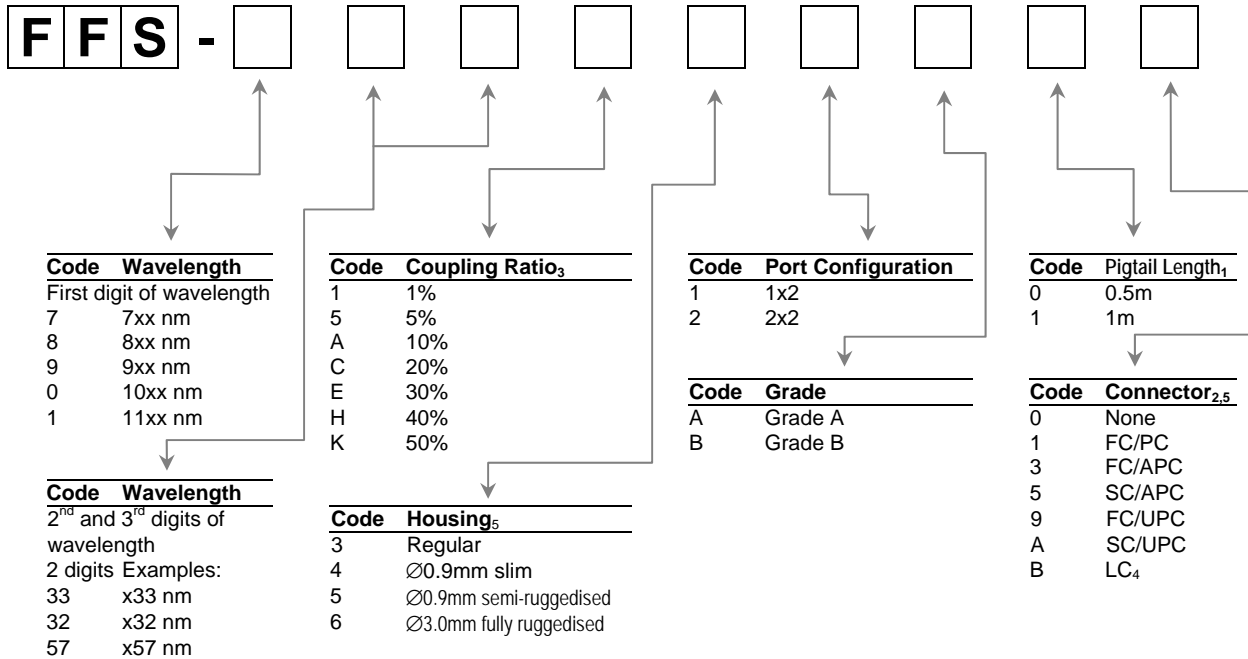 FFS -
Code Wavelength
First digit of wavelength
7 7xx nm
8 8xx nm
9 9xx nm
0 10xx nm
1 11xx nm
Code Wavelength
2nd and 3rd digits of
wavelength
2 digits Examples:
33 x33 nm
32 x32 nm
57 x57 nm
Code Coupling Ratio3
1 1%
5 5%
A 10%
C 20%
E 30%
H 40%
K 50%
Code Housing5
3 Regular
4 ∅0.9mm slim
5 ∅0.9mm semi-ruggedised
6 ∅3.0mm fully ruggedised
Code Port Configuration
1 1x2
2 2x2
Code Grade
A Grade A
B Grade B
Code Pigtail Length1
0 0.5m
1 1m
Code Connector2,5
0 None
1 FC/PC
3 FC/APC
5 SC/APC
9 FC/UPC
A SC/UPC
B LC4